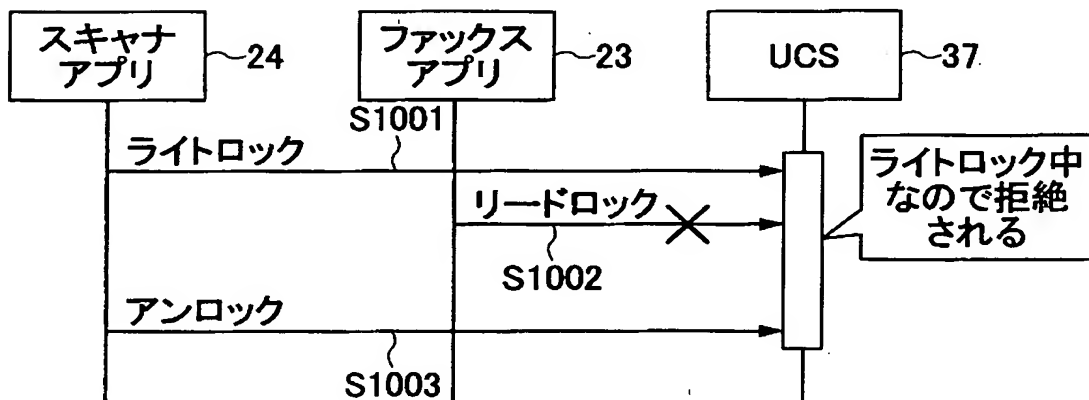 スキャナ
アプリ
24
ファックス
アプリ
23
UCS
37
S1001
ライトロック
リードロック
S1002
ライトロック中
なので拒絶
される
アンロック
S1003